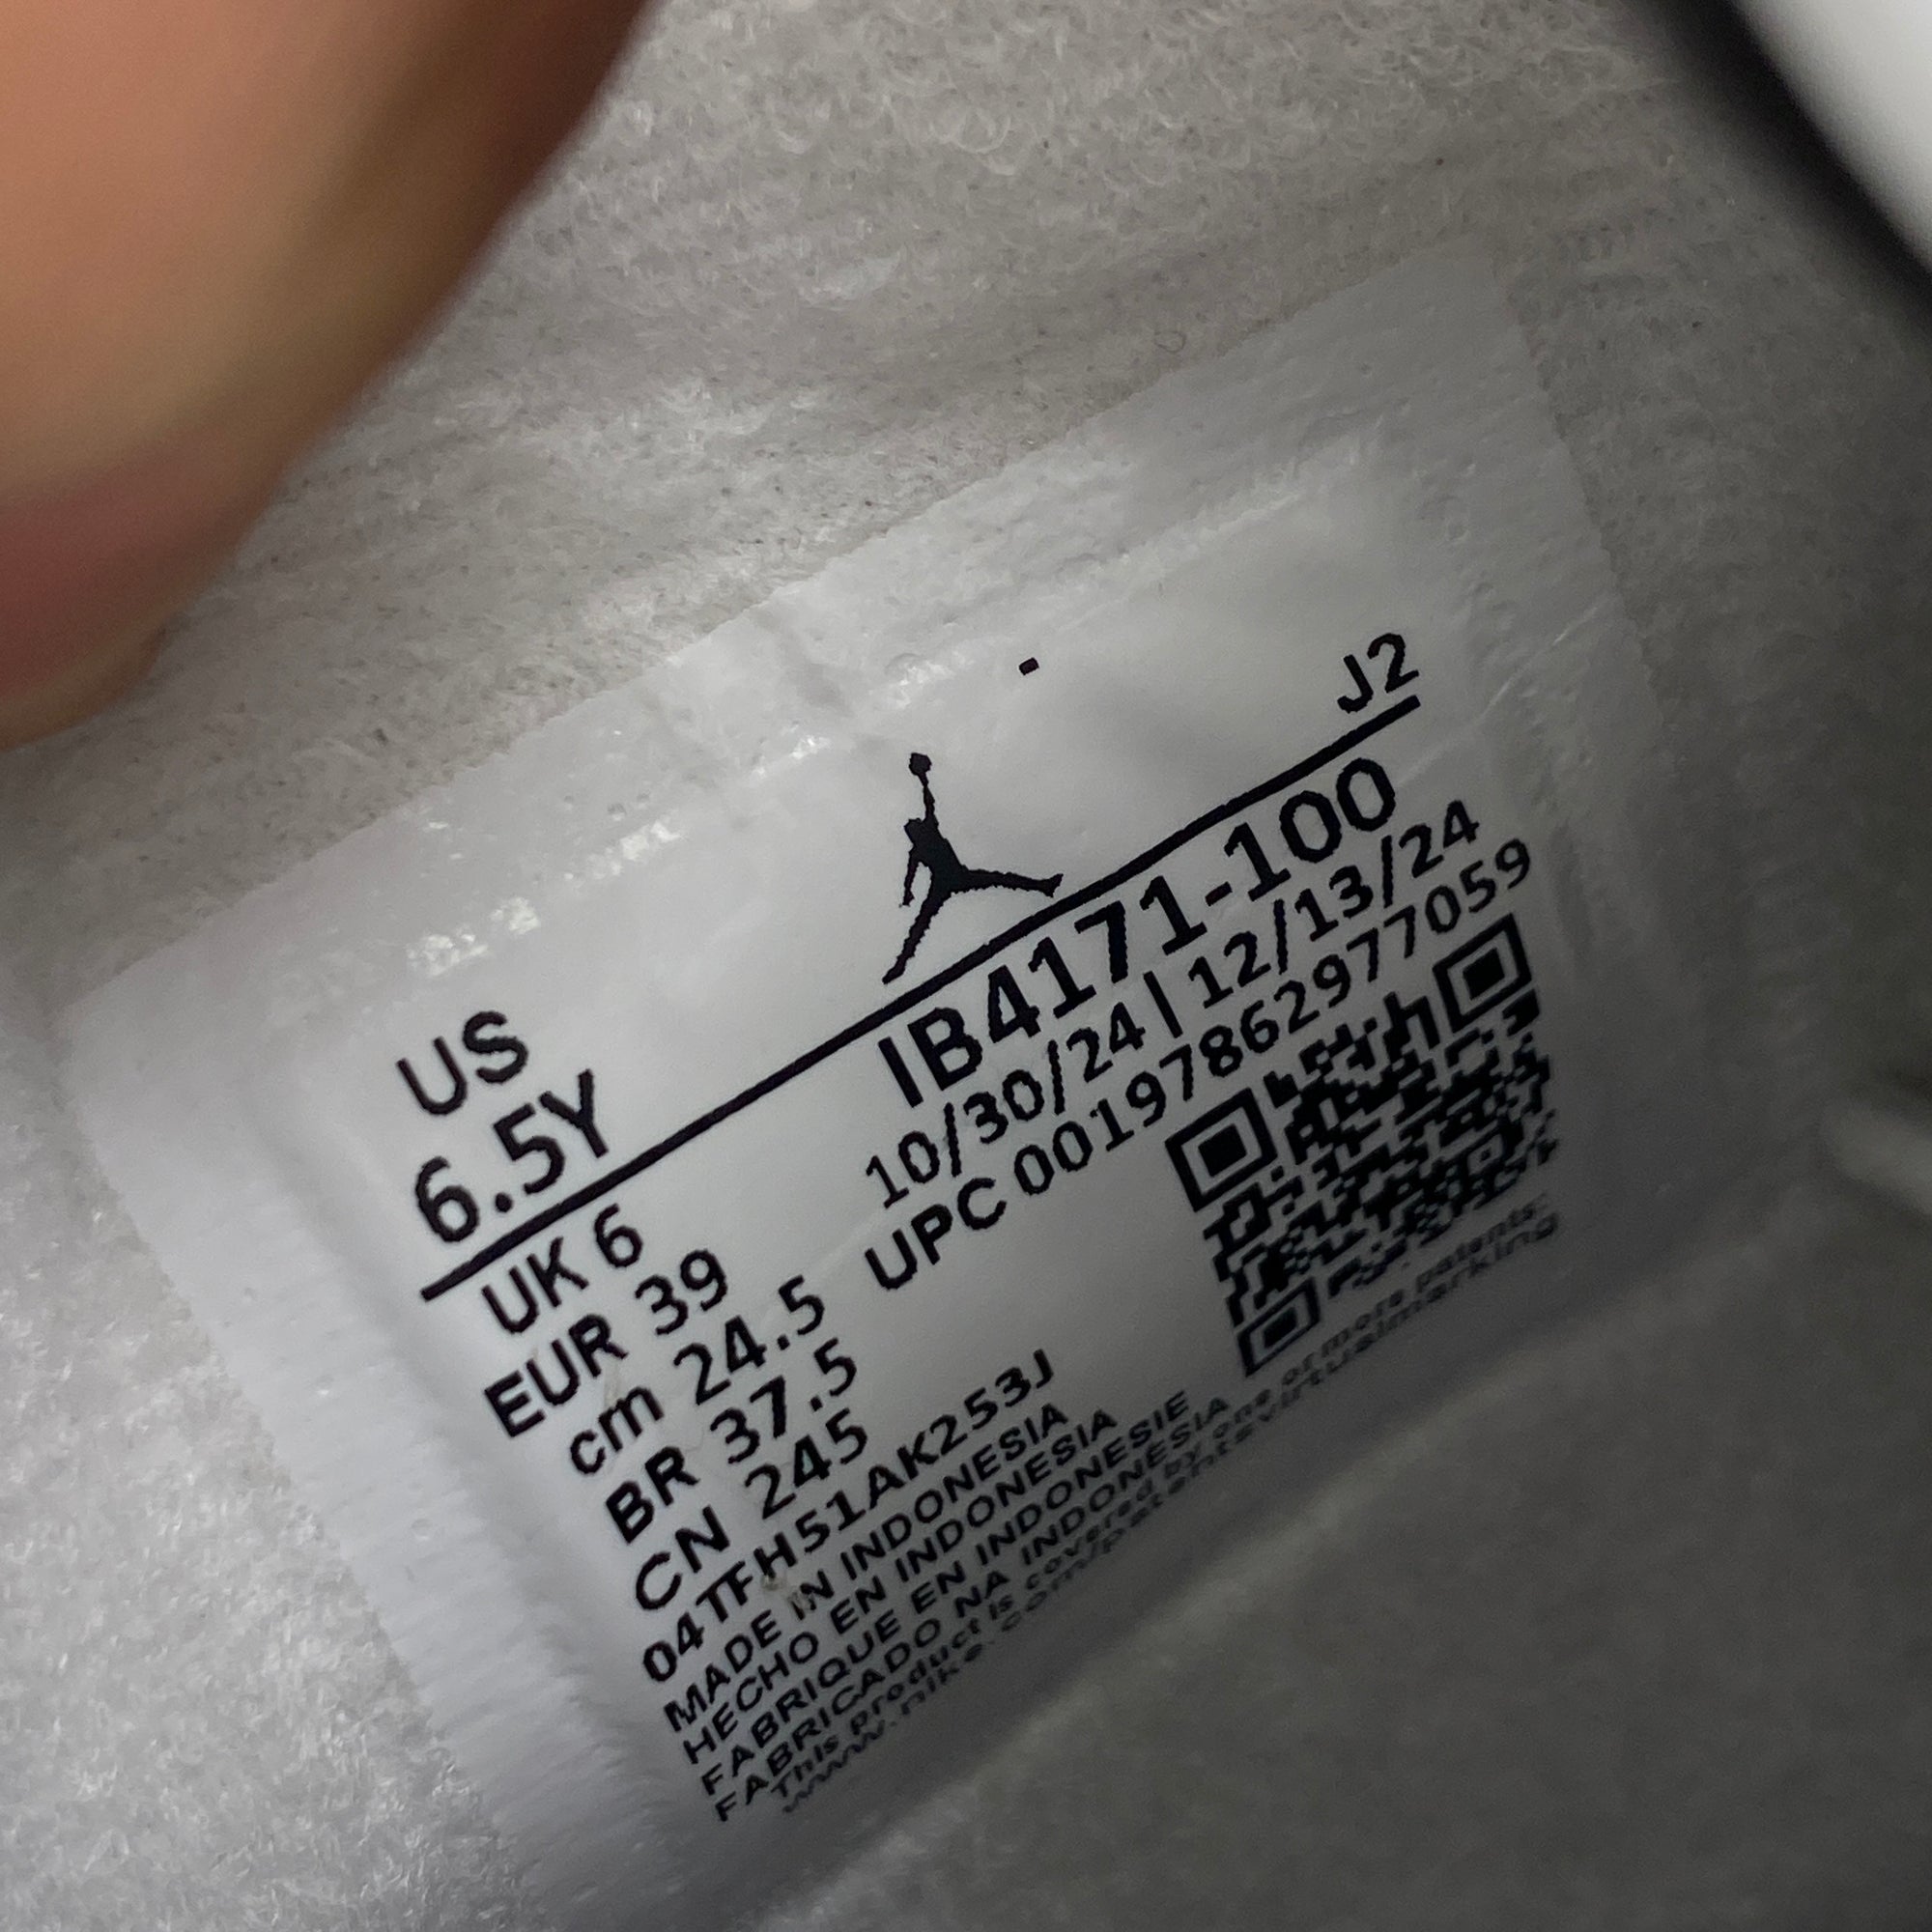 J2
US
6.5Y
IB4171-100
10/30/24 | 12/13/24
UPC 00197862977059
UK 6
EUR 39
cm 24.5
BR 37.5
CN 245
04TFH51AK253J
MADE IN INDONESIA
HECHO EN INDONESIA
FABRIQUE EN INDONESIE
FABRICADO NA INDONESIA
This product is covered by one or more patents:
www.nike.com/patentsvirtualmarking